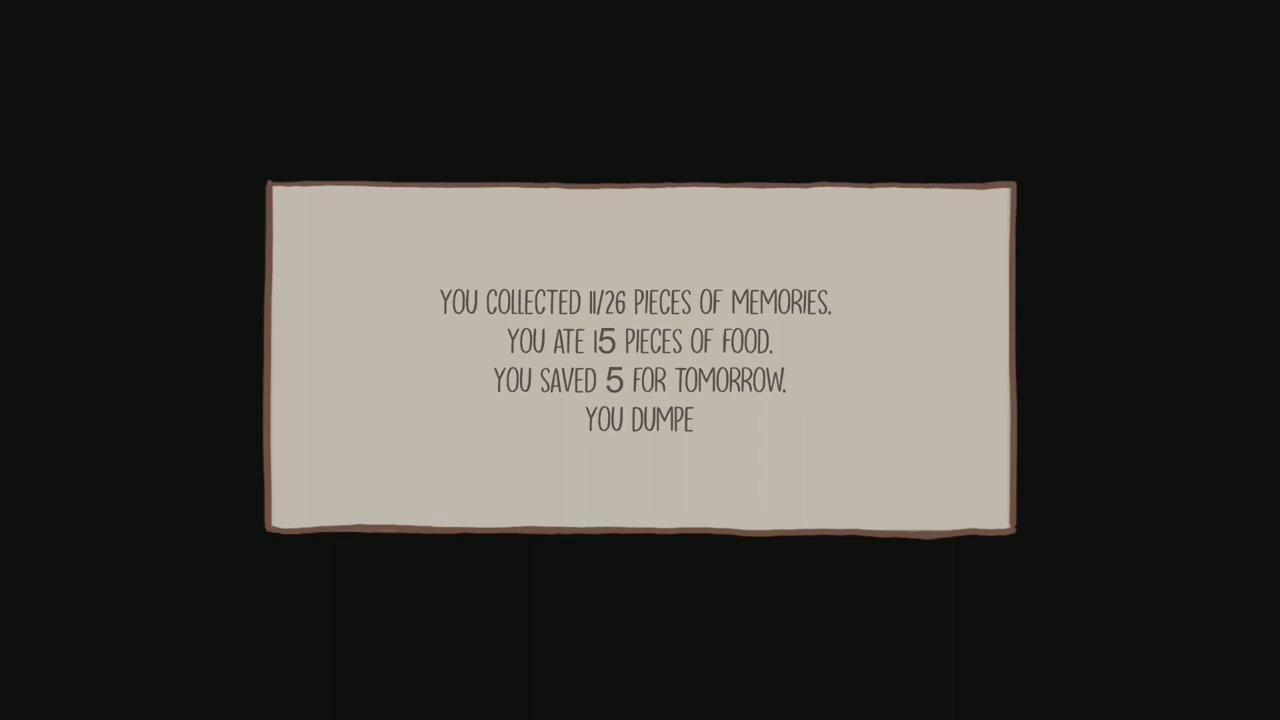 YOU COLLECTED 11/26 PIECES OF MEMORIES.
YOU ATE 15 PIECES OF FOOD.
YOU SAVED 5 FOR TOMORROW.
YOU DUMPE